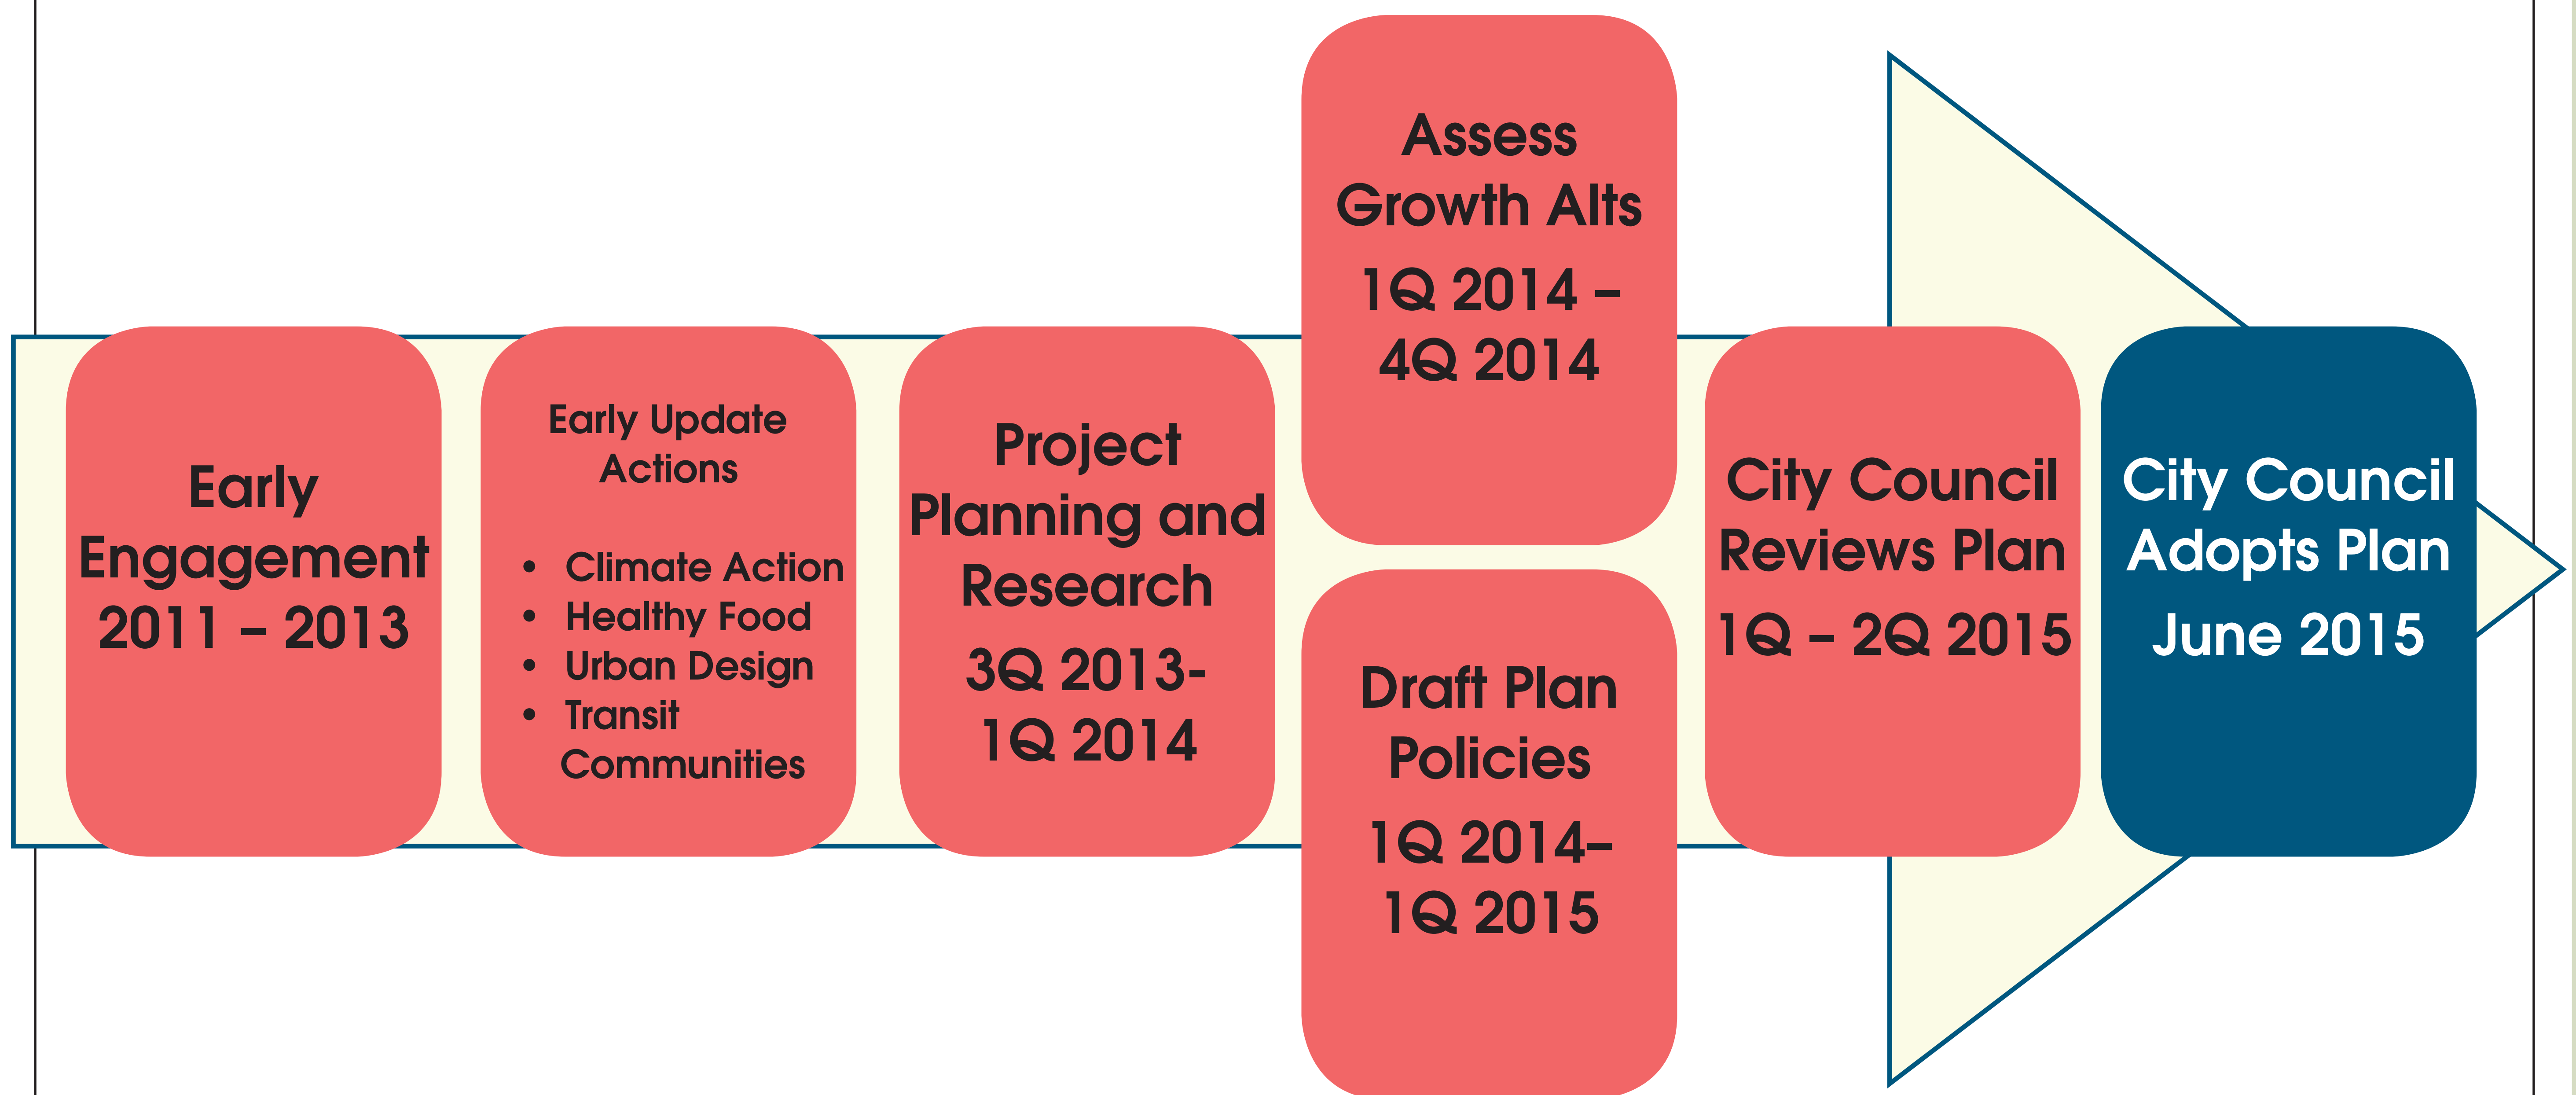 Early
Engagement
2011 – 2013
Early Update
Actions
• Climate Action
• Healthy Food
• Urban Design
• Transit
Communities
Project
Planning and
Research
3Q 2013-
1Q 2014
Assess
Growth Alts
1Q 2014 –
4Q 2014
Draft Plan
Policies
1Q 2014–
1Q 2015
City Council
Reviews Plan
1Q – 2Q 2015
City Council
Adopts Plan
June 2015